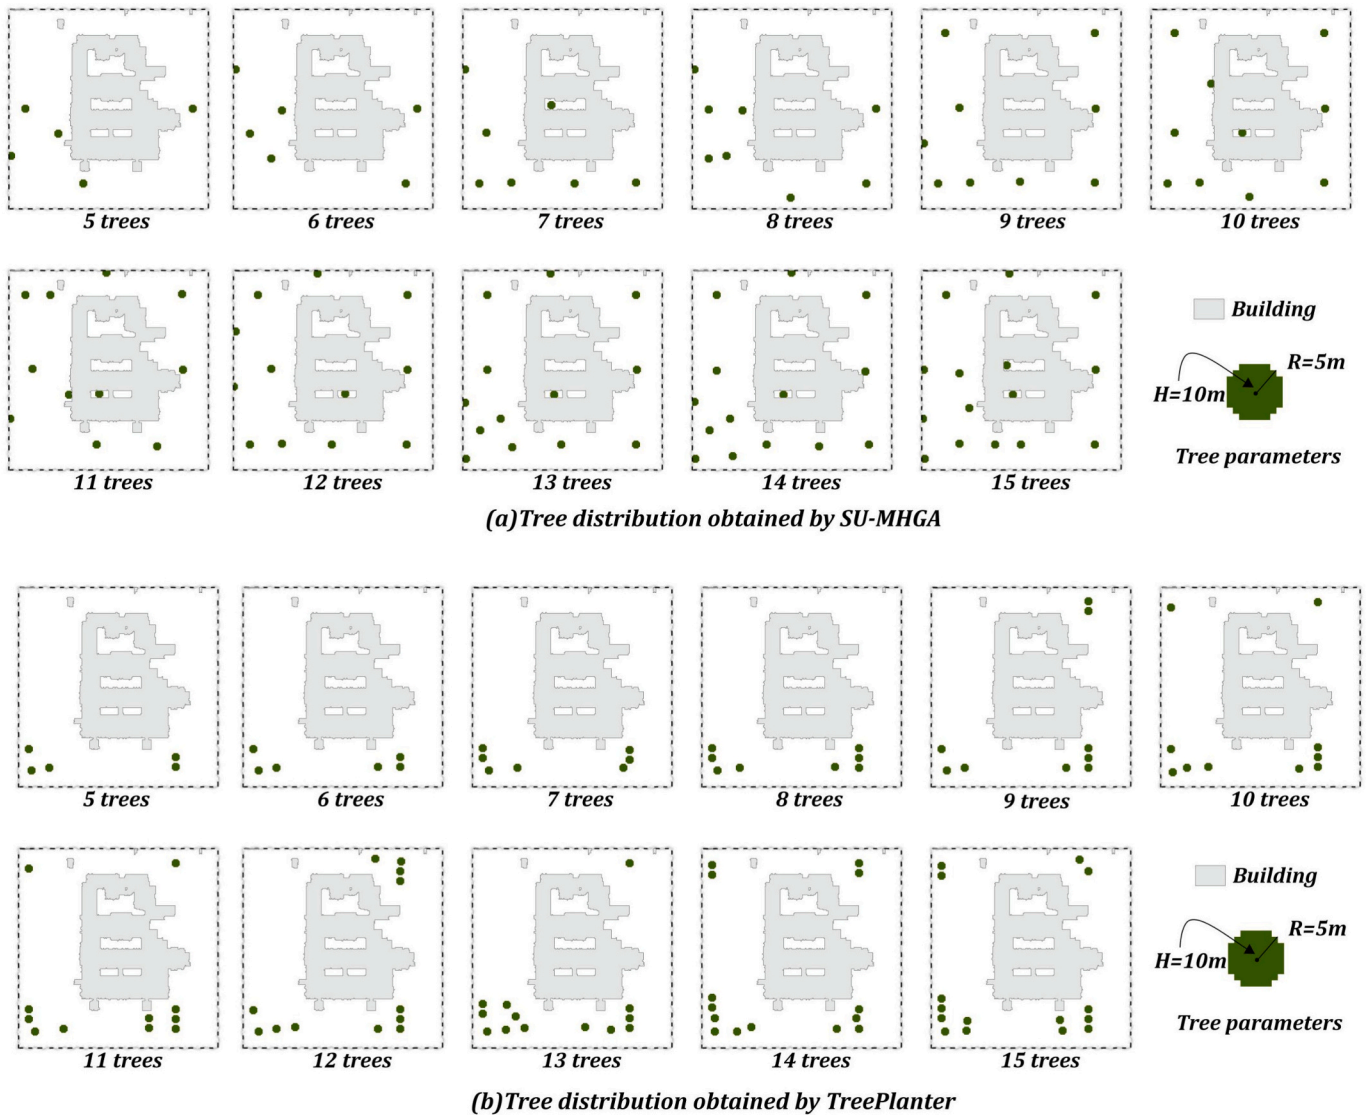 5 trees
6 trees
7 trees
8 trees
9 trees
10 trees
Building
R=5m
H=10m
Tree parameters
11 trees
12 trees
13 trees
14 trees
15 trees
(a)Tree distribution obtained by SU-MHGA
5 trees
6 trees
7 trees
8 trees
9 trees
10 trees
Building
R=5m
H=10m
Tree parameters
11 trees
12 trees
13 trees
14 trees
15 trees
(b)Tree distribution obtained by TreePlanter